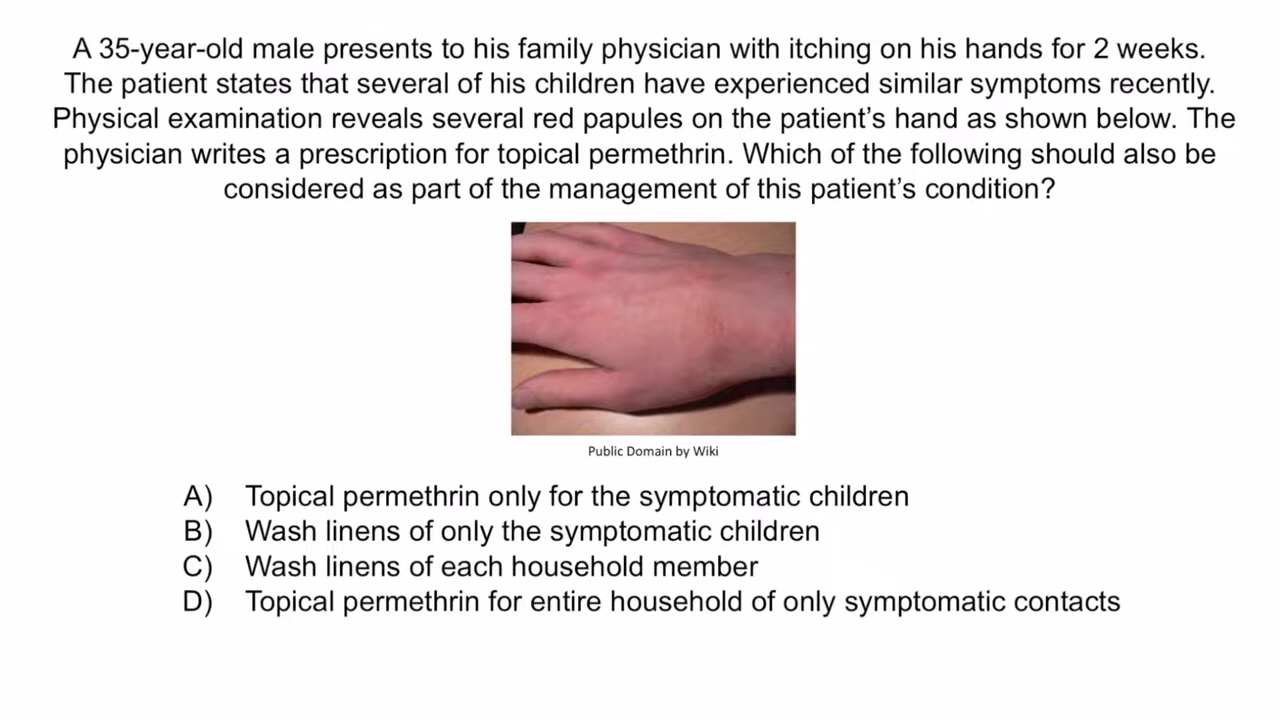 A 35-year-old male presents to his family physician with itching on his hands for 2 weeks.
The patient states that several of his children have experienced similar symptoms recently.
Physical examination reveals several red papules on the patient’s hand as shown below. The
physician writes a prescription for topical permethrin. Which of the following should also be
considered as part of the management of this patient’s condition?
Public Domain by Wiki
A) Topical permethrin only for the symptomatic children
B) Wash linens of only the symptomatic children
C) Wash linens of each household member
D) Topical permethrin for entire household of only symptomatic contacts